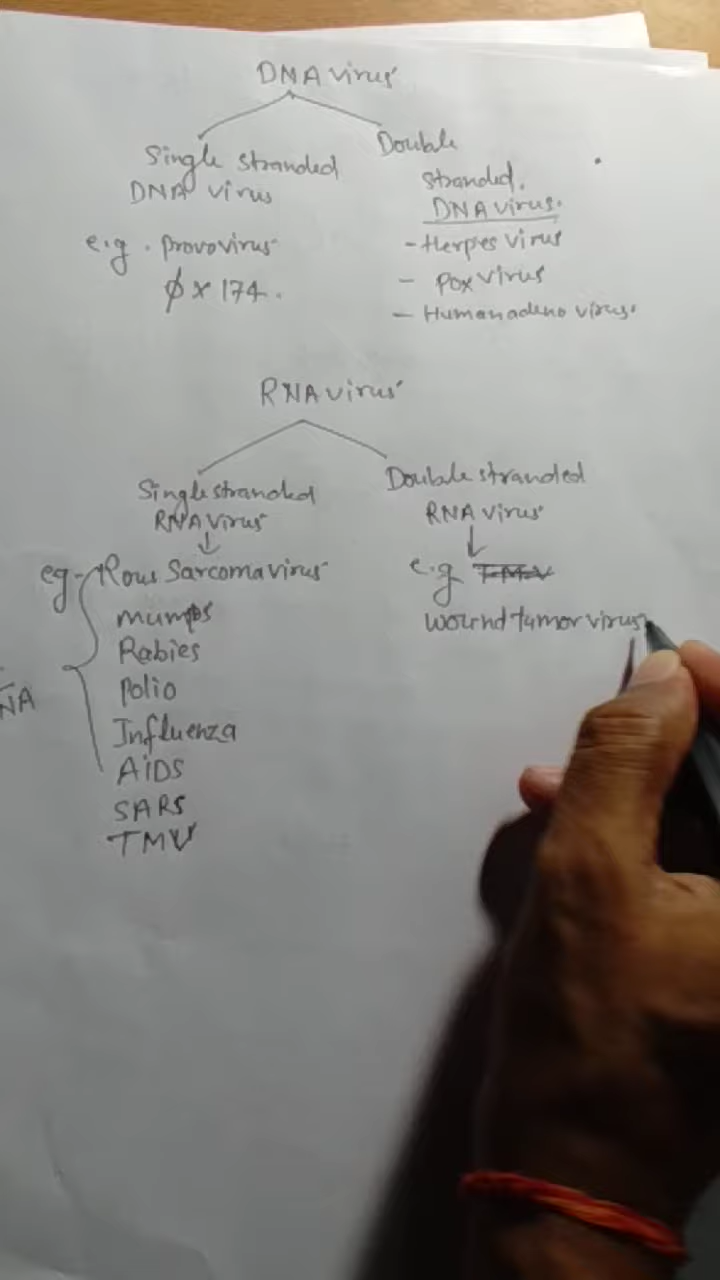 DNA virus
Single stranded
DNA virus
e.g. provovirus
φ x 174.
Double
stranded.
DNA virus.
- Herpes virus
- pox virus
- Human adeno virus.
RNA virus
Single stranded
RNA virus
eg- Rous Sarcoma virus
mumps
Rabies
polio
Influenza
AiDS
SARS
TMV
NA
Double stranded
RNA virus
e.g TMV
wound tumor virus